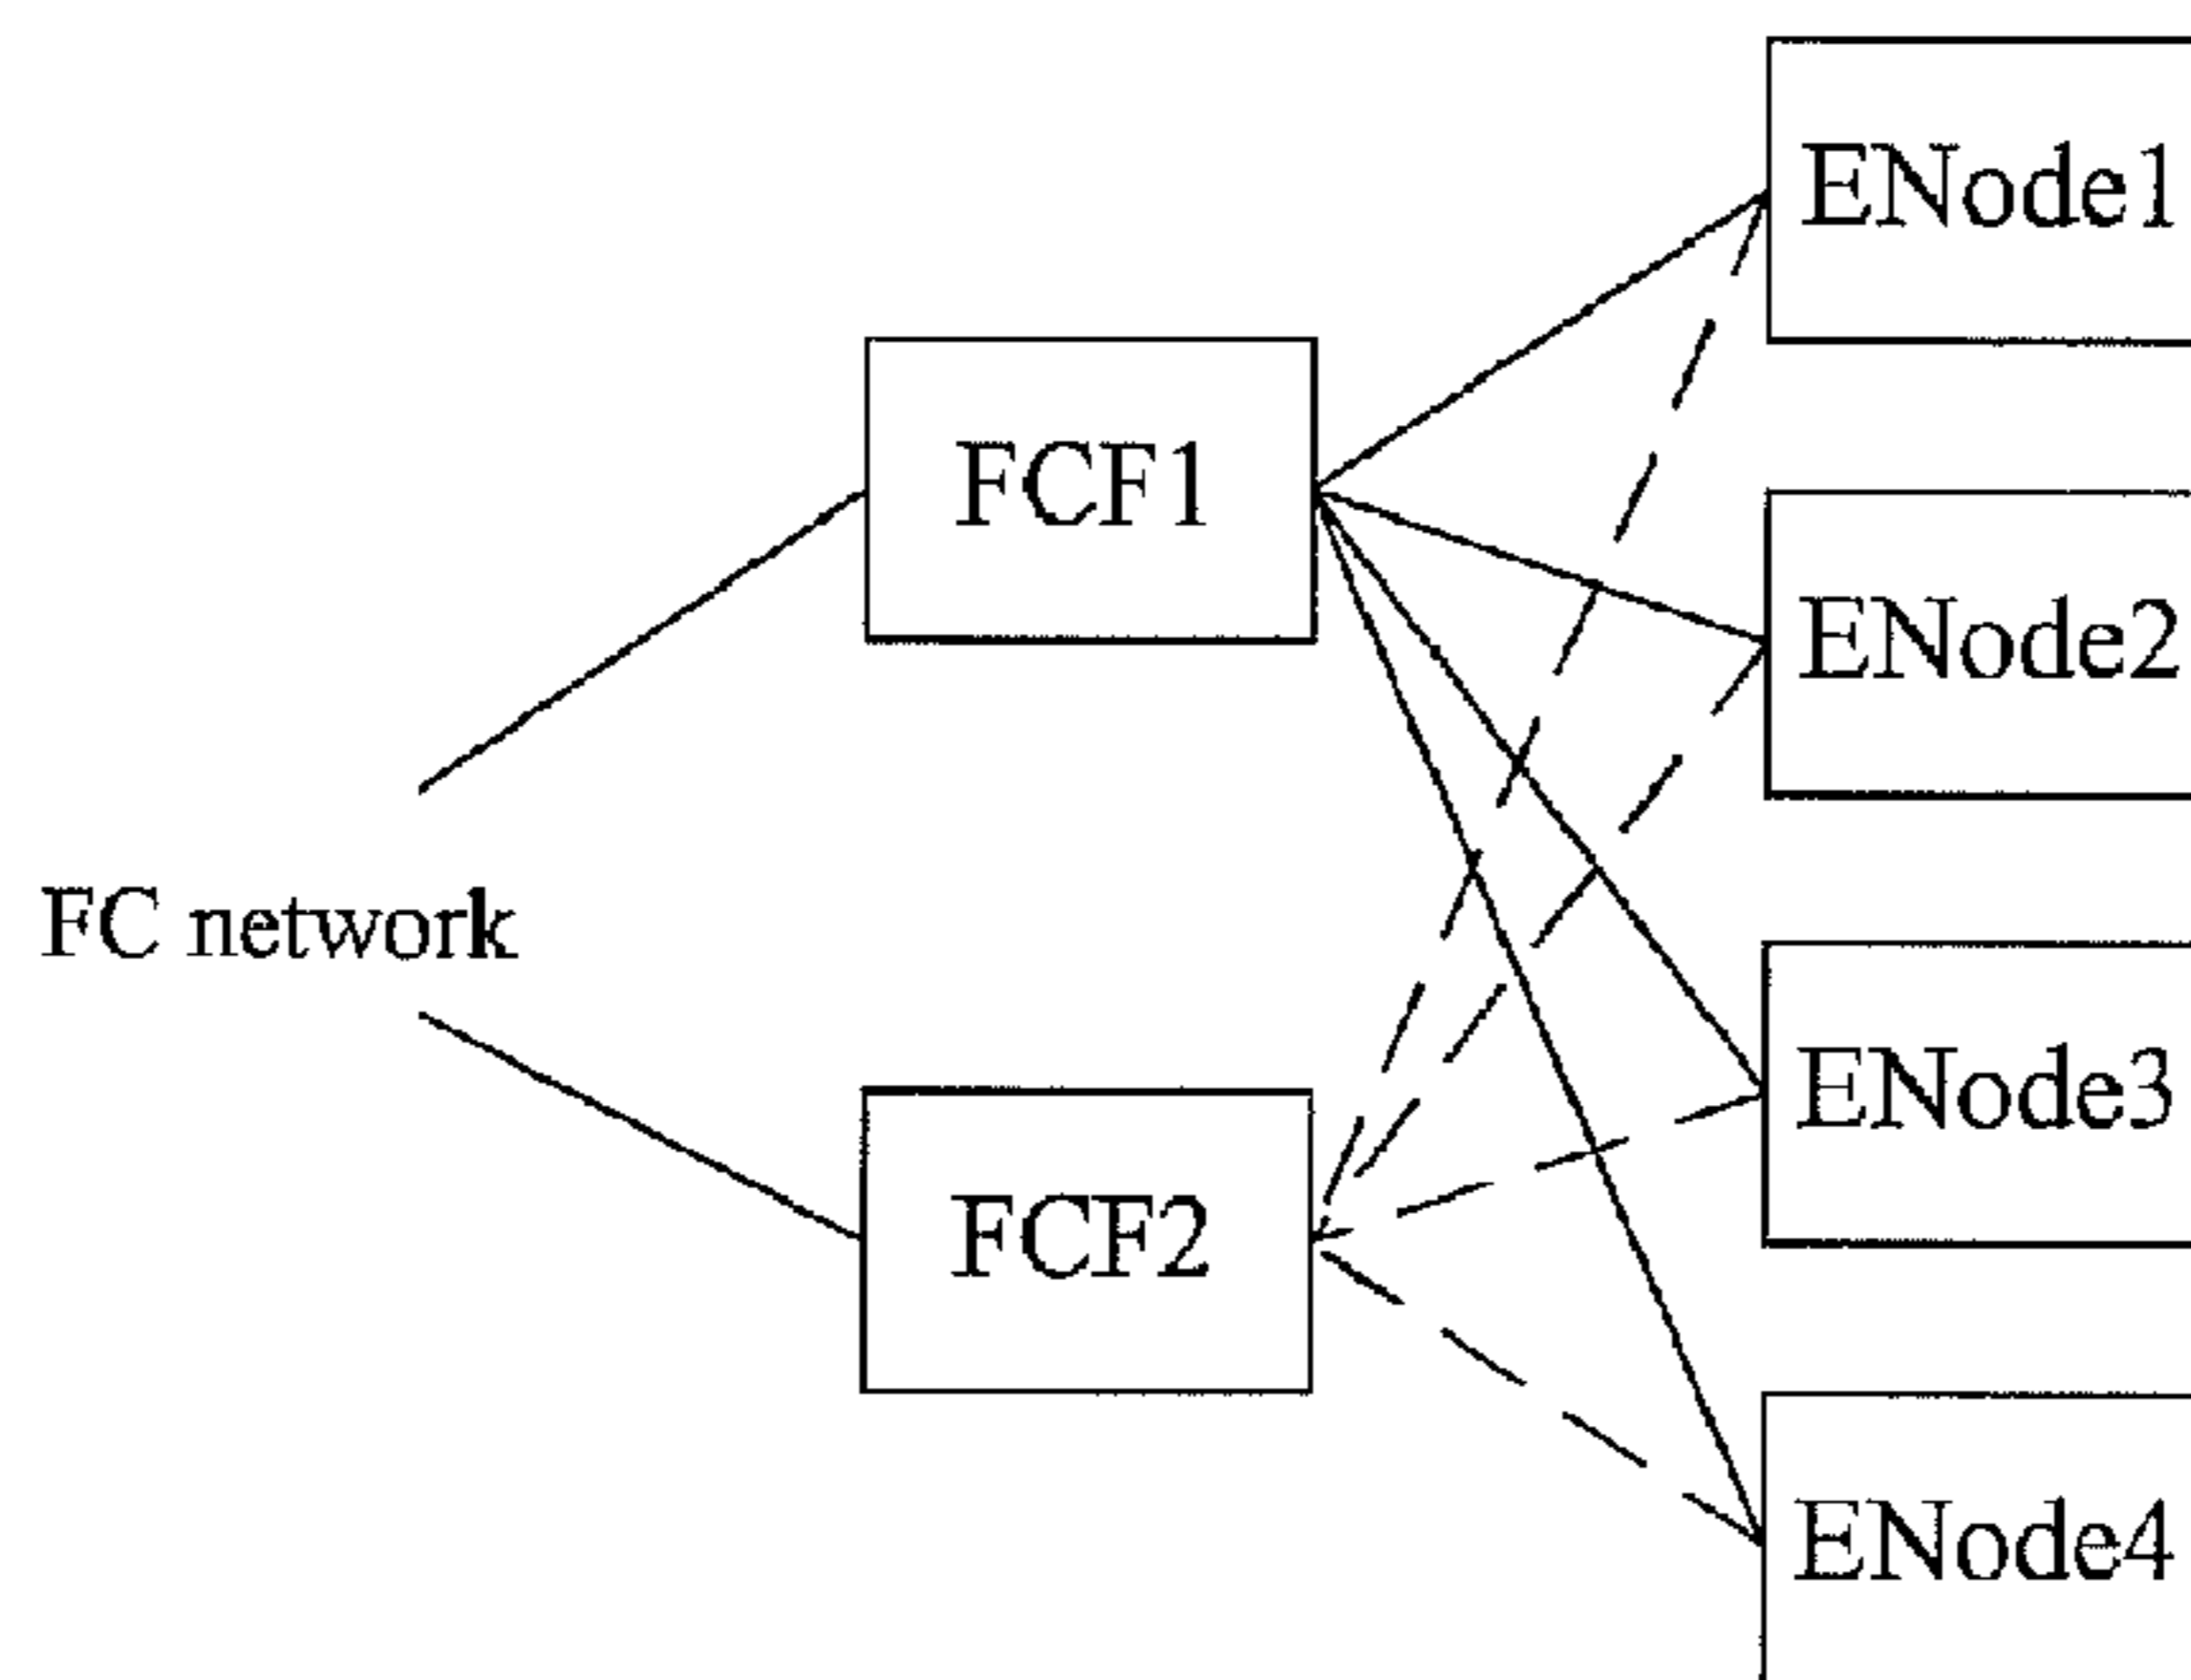 ENode1
FCF1
ENode2
FC network
ENode3
FCF2
ENode4